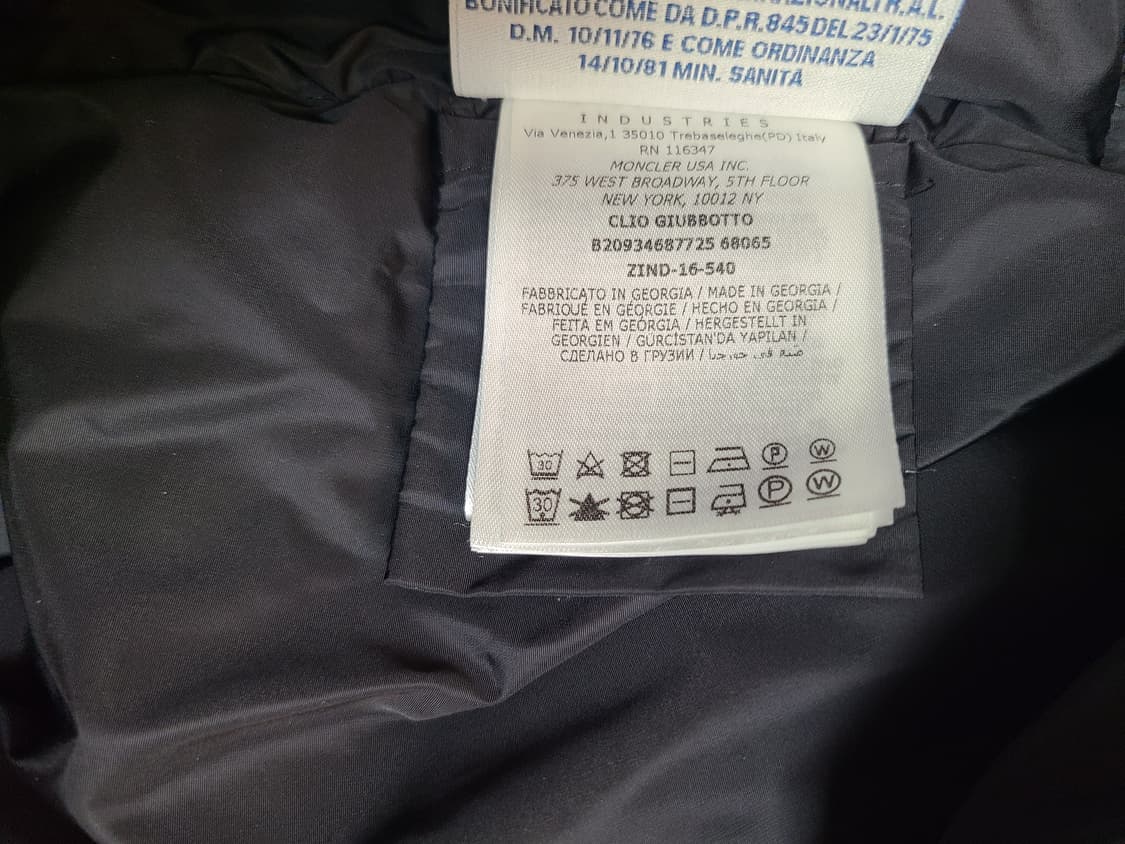 BONIFICATO COME DA D.P.R.845 DEL 23/1/75
D.M. 10/11/76 E COME ORDINANZA
14/10/81 MIN. SANITÀ
INDUSTRIES
Via Venezia,1 35010 Trebaseleghe(PD) Italy
RN 116347
MONCLER USA INC.
375 WEST BROADWAY, 5TH FLOOR
NEW YORK, 10012 NY
CLIO GIUBBOTTO
B20934687725 68065
ZIND-16-540
FABBRICATO IN GEORGIA / MADE IN GEORGIA /
FABRIQUÉ EN GÉORGIE / HECHO EN GEORGIA /
FEITA EM GEÓRGIA / HERGESTELLT IN
GEORGIEN / GÜRCİSTAN'DA YAPILAN /
СДЕЛАНО В ГРУЗИИ /
30 P W
30 P W